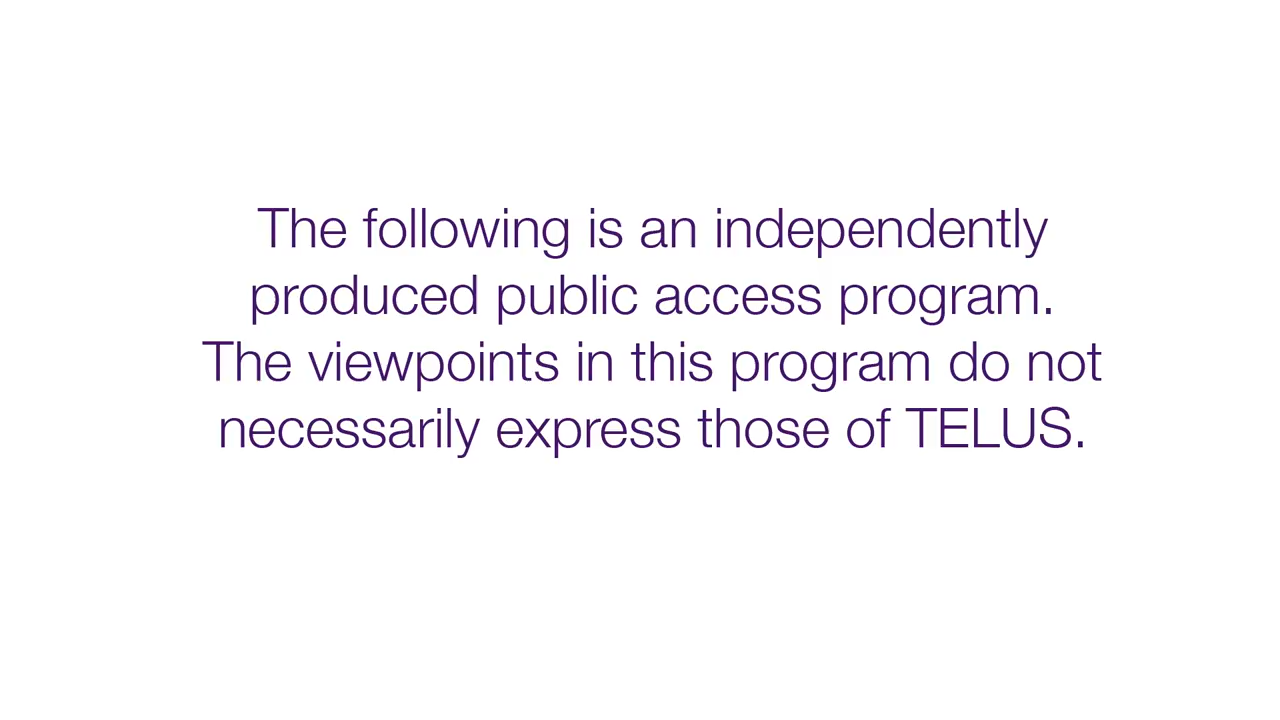 The following is an independently
produced public access program.
The viewpoints in this program do not
necessarily express those of TELUS.